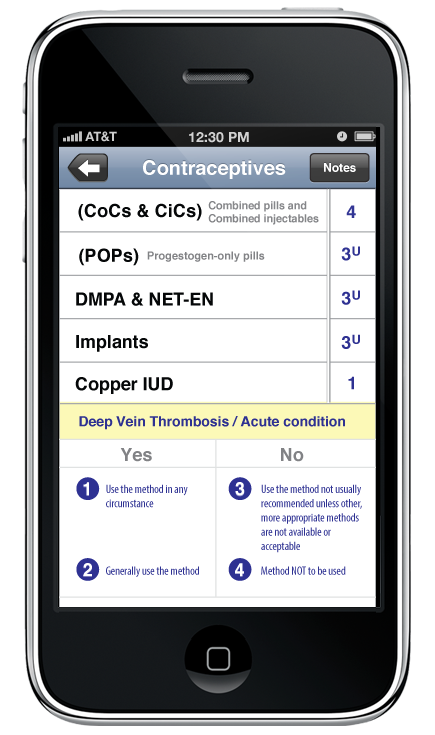 AT&T 12:30 PM
Contraceptives Notes
(CoCs & CiCs) Combined pills and
Combined injectables 4
(POPs) Progestogen-only pills 3U
DMPA & NET-EN 3U
Implants 3U
Copper IUD 1
Deep Vein Thrombosis / Acute condition
Yes No
1 Use the method in any
circumstance
3 Use the method not usually
recommended unless other,
more appropriate methods
are not available or
acceptable
2 Generally use the method
4 Method NOT to be used